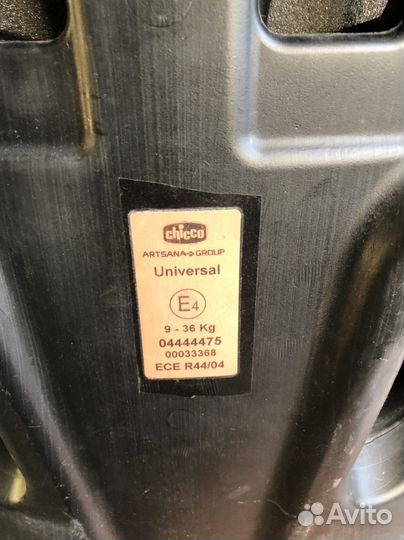 chicco
ARTSANA GROUP
Universal
E4
9 - 36 Kg
04444475
00033368
ECE R44/04
Avito